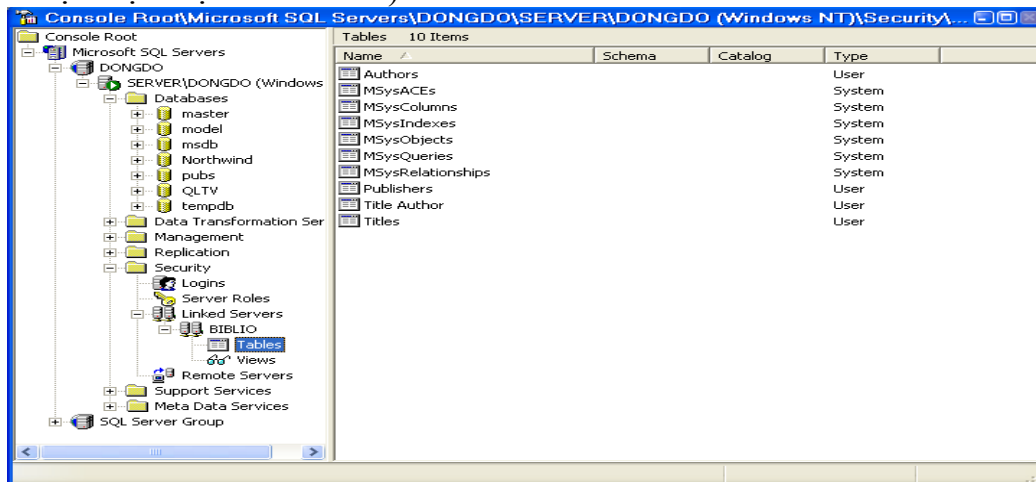 Console Root\Microsoft SQL Servers\DONGDO\SERVER\DONGDO (Windows NT)\Security\...
Console Root
Microsoft SQL Servers
DONGDO
SERVER\DONGDO (Windows
Databases
master
model
msdb
Northwind
pubs
QLTV
tempdb
Data Transformation Ser
Management
Replication
Security
Logins
Server Roles
Linked Servers
BIBLIO
Tables
Views
Remote Servers
Support Services
Meta Data Services
SQL Server Group
Tables 10 Items
Name Schema Catalog Type
Authors User
MSysACEs System
MSysColumns System
MSysIndexes System
MSysObjects System
MSysQueries System
MSysRelationships System
Publishers User
Title Author User
Titles User